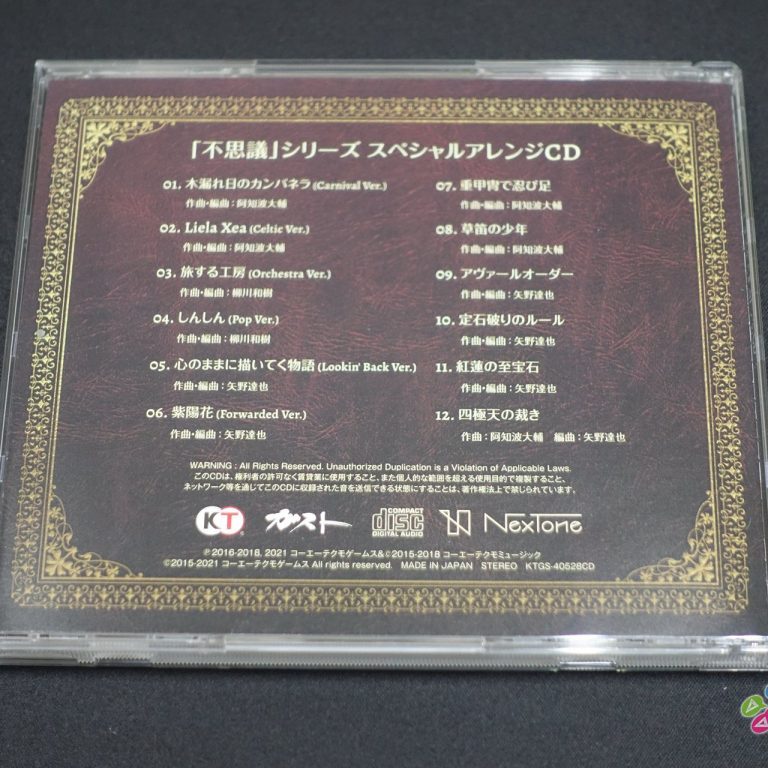 「不思議」シリーズ スペシャルアレンジCD
01. 木漏れ日のカンパネラ (Carnival Ver.)
作曲・編曲：阿知波大輔
02. Liela Xea (Celtic Ver.)
作曲・編曲：阿知波大輔
03. 旅する工房 (Orchestra Ver.)
作曲・編曲：柳川和樹
04. しんしん (Pop Ver.)
作曲・編曲：柳川和樹
05. 心のままに描いてく物語 (Lookin' Back Ver.)
作曲・編曲：矢野達也
06. 紫陽花 (Forwarded Ver.)
作曲・編曲：矢野達也
07. 重甲冑で忍び足
作曲・編曲：阿知波大輔
08. 草笛の少年
作曲・編曲：阿知波大輔
09. アヴァールオーダー
作曲・編曲：矢野達也
10. 定石破りのルール
作曲・編曲：矢野達也
11. 紅蓮の至宝石
作曲・編曲：矢野達也
12. 四極天の裁き
作曲：阿知波大輔 編曲：矢野達也
WARNING : All Rights Reserved. Unauthorized Duplication is a Violation of Applicable Laws.
このCDは、権利者の許可なく賃貸業に使用すること、また個人的な範囲を超える使用目的で複製すること、
ネットワーク等を通じてこのCDに収録された音を送信できる状態にすることは、著作権法上で禁じられています。
KT ガスト COMPACT disc DIGITAL AUDIO NexTone
℗2016-2018, 2021 コーエーテクモゲームス&©2015-2018 コーエーテクモミュージック
©2015-2021 コーエーテクモゲームス All rights reserved. MADE IN JAPAN STEREO KTGS-40528CD